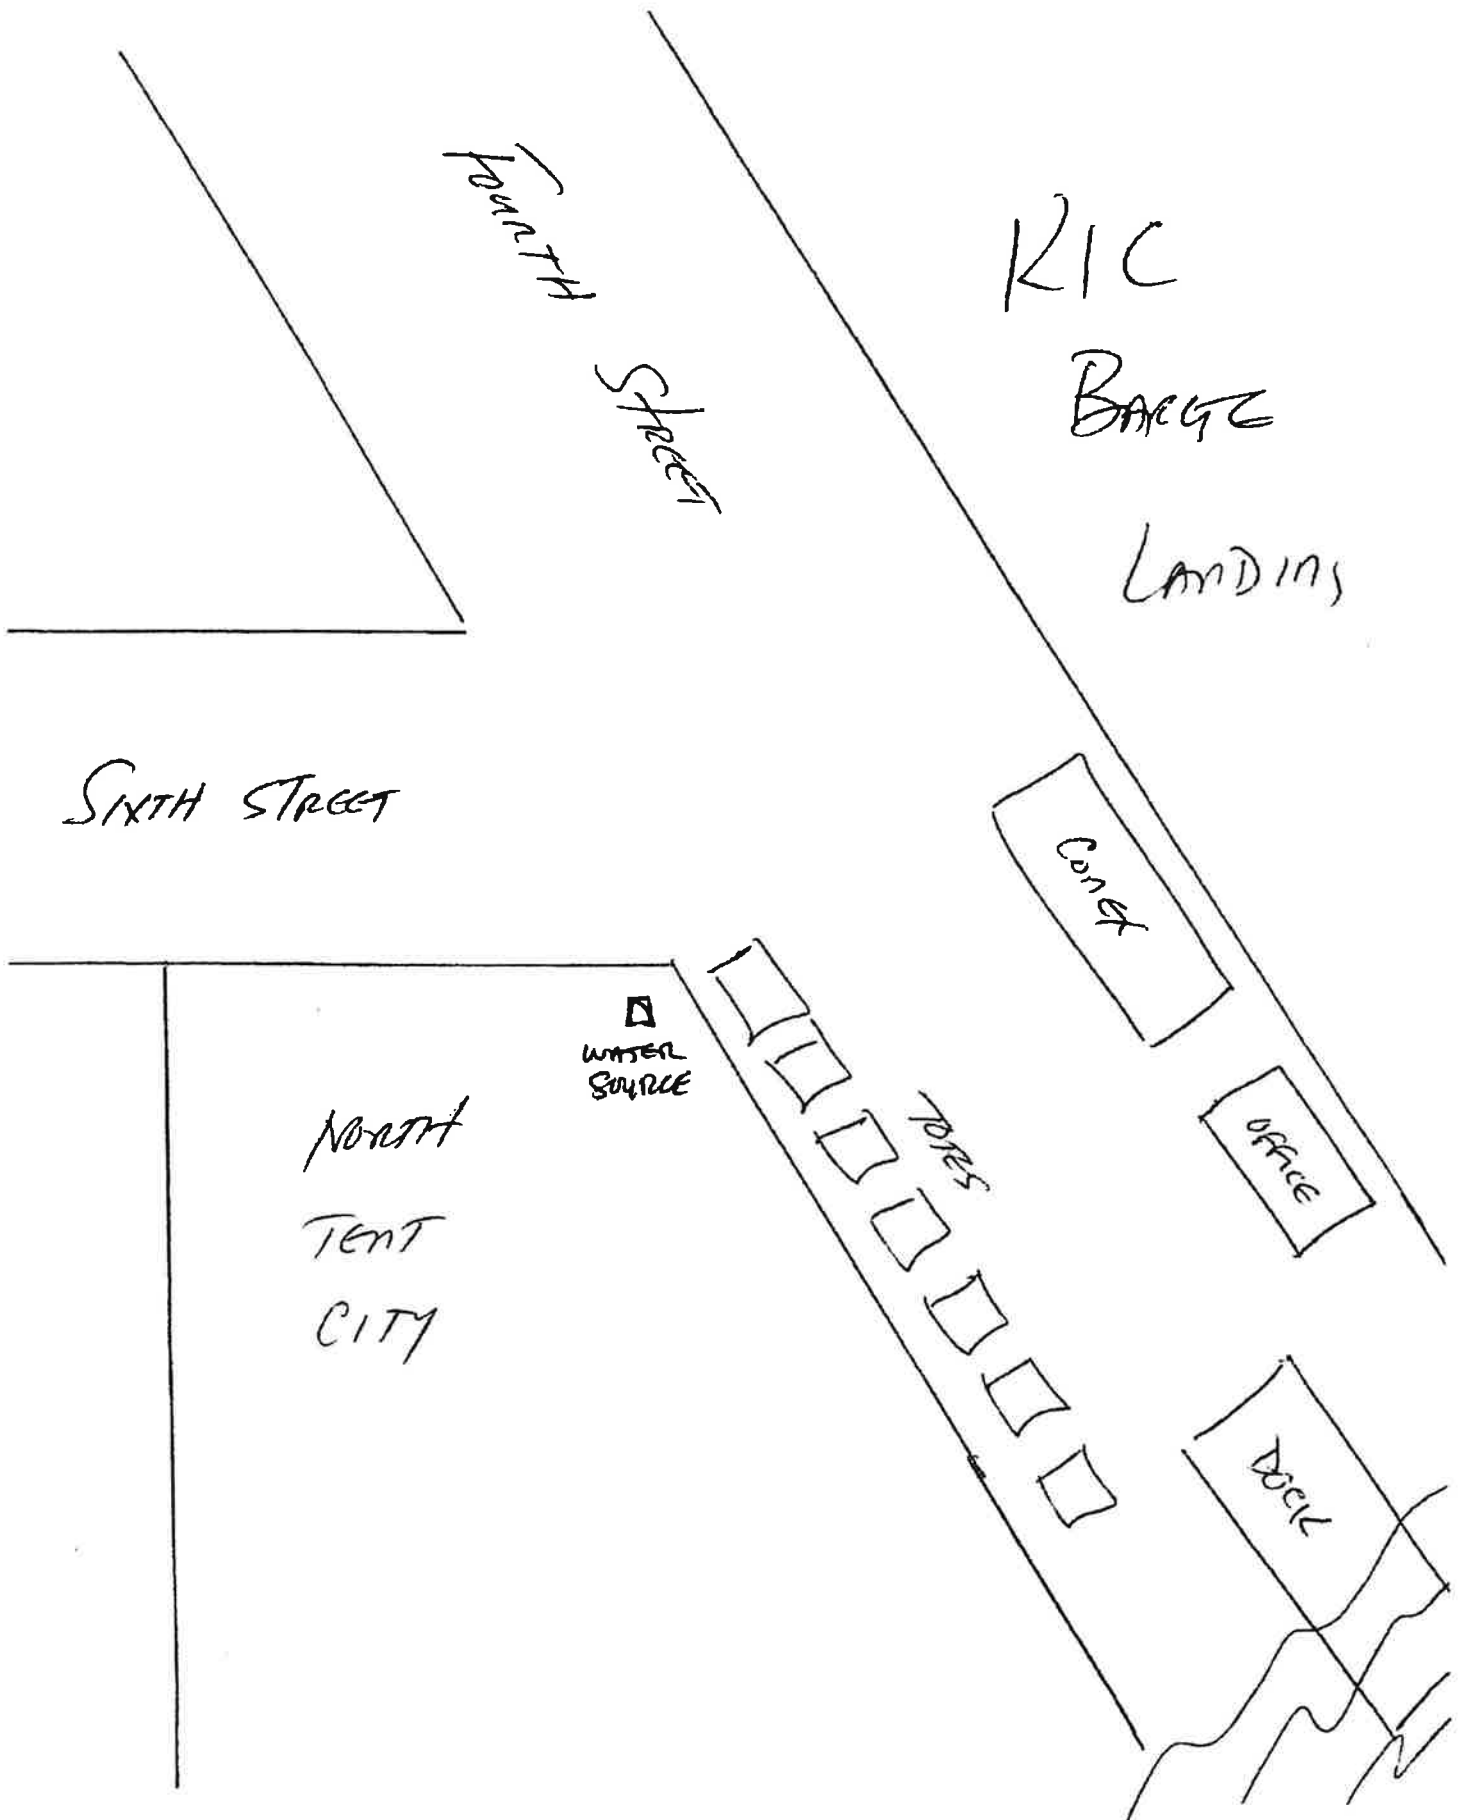 FOURTH
STREET
KIC
BARGE
LANDING
SIXTH STREET
CONEX
WATER
SOURCE
NORTH
TENT
CITY
TOTES
OFFICE
DOCK